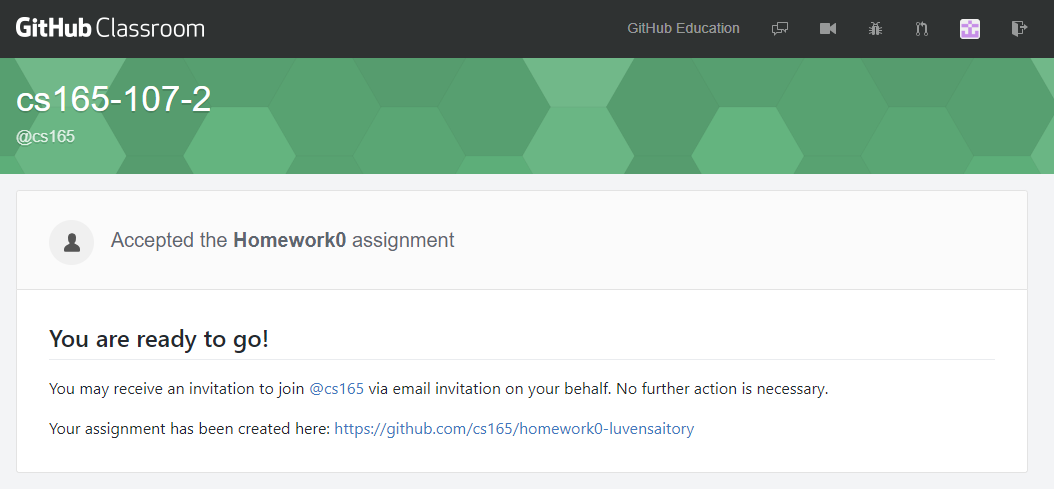 GitHub Classroom
GitHub Education
cs165-107-2
@cs165
Accepted the Homework0 assignment
You are ready to go!
You may receive an invitation to join @cs165 via email invitation on your behalf. No further action is necessary.
Your assignment has been created here: https://github.com/cs165/homework0-luvensaitory